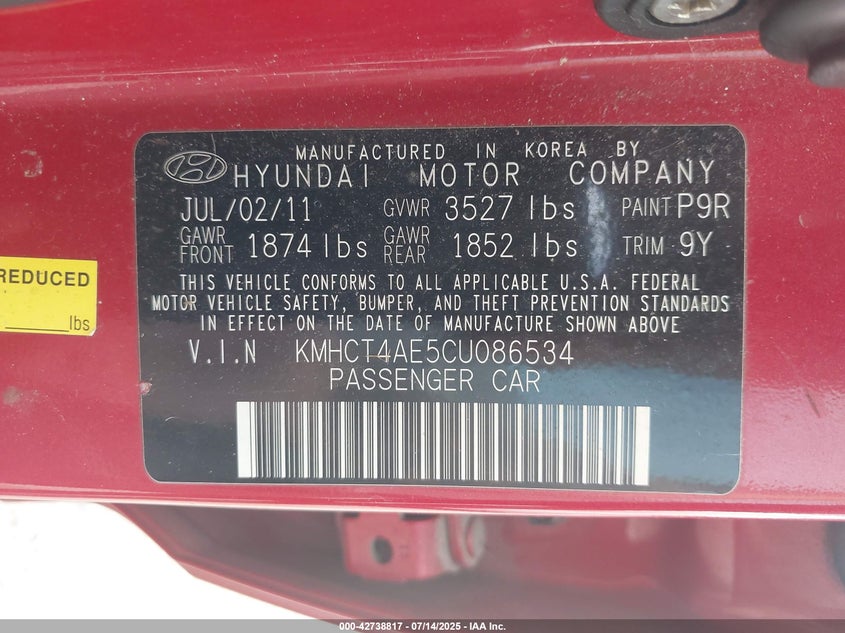 MANUFACTURED IN KOREA BY
HYUNDAI MOTOR COMPANY
JUL/02/11 GVWR 3527 lbs PAINT P9R
GAWR FRONT 1874 lbs GAWR REAR 1852 lbs TRIM 9Y
THIS VEHICLE CONFORMS TO ALL APPLICABLE U.S.A. FEDERAL
MOTOR VEHICLE SAFETY, BUMPER, AND THEFT PREVENTION STANDARDS
IN EFFECT ON THE DATE OF MANUFACTURE SHOWN ABOVE
V.I.N KMHCT4AE5CU086534
PASSENGER CAR
REDUCED
lbs
000-42738817 - 07/14/2025 - IAA Inc.